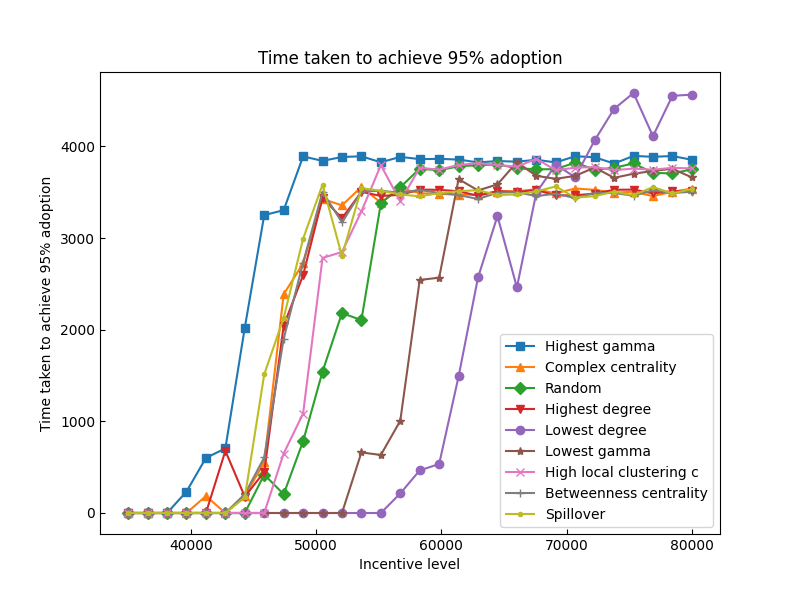 Time taken to achieve 95% adoption
Time taken to achieve 95% adoption
4000
3000
2000
1000
0
40000 50000 60000 70000 80000
Incentive level
Highest gamma
Complex centrality
Random
Highest degree
Lowest degree
Lowest gamma
High local clustering c
Betweenness centrality
Spillover